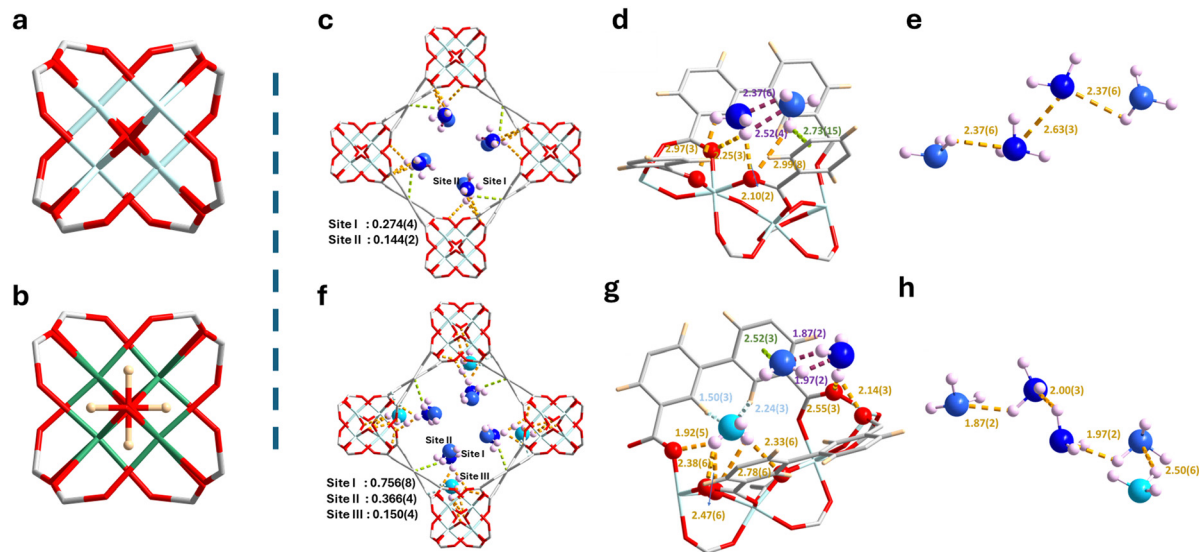 a
b
c
Site II
Site I
Site I : 0.274(4)
Site II : 0.144(2)
d
2.37(6)
2.52(4)
2.73(15)
2.97(3)
2.25(3)
2.99(8)
2.10(2)
e
2.37(6)
2.37(6)
2.63(3)
f
Site II
Site I
Site III
Site I : 0.756(8)
Site II : 0.366(4)
Site III : 0.150(4)
g
2.52(3)
1.87(2)
1.97(2)
2.14(3)
1.50(3)
2.24(3)
2.55(3)
1.92(5)
2.33(6)
2.38(6)
2.78(6)
2.47(6)
h
2.00(3)
1.87(2)
1.97(2)
2.50(6)